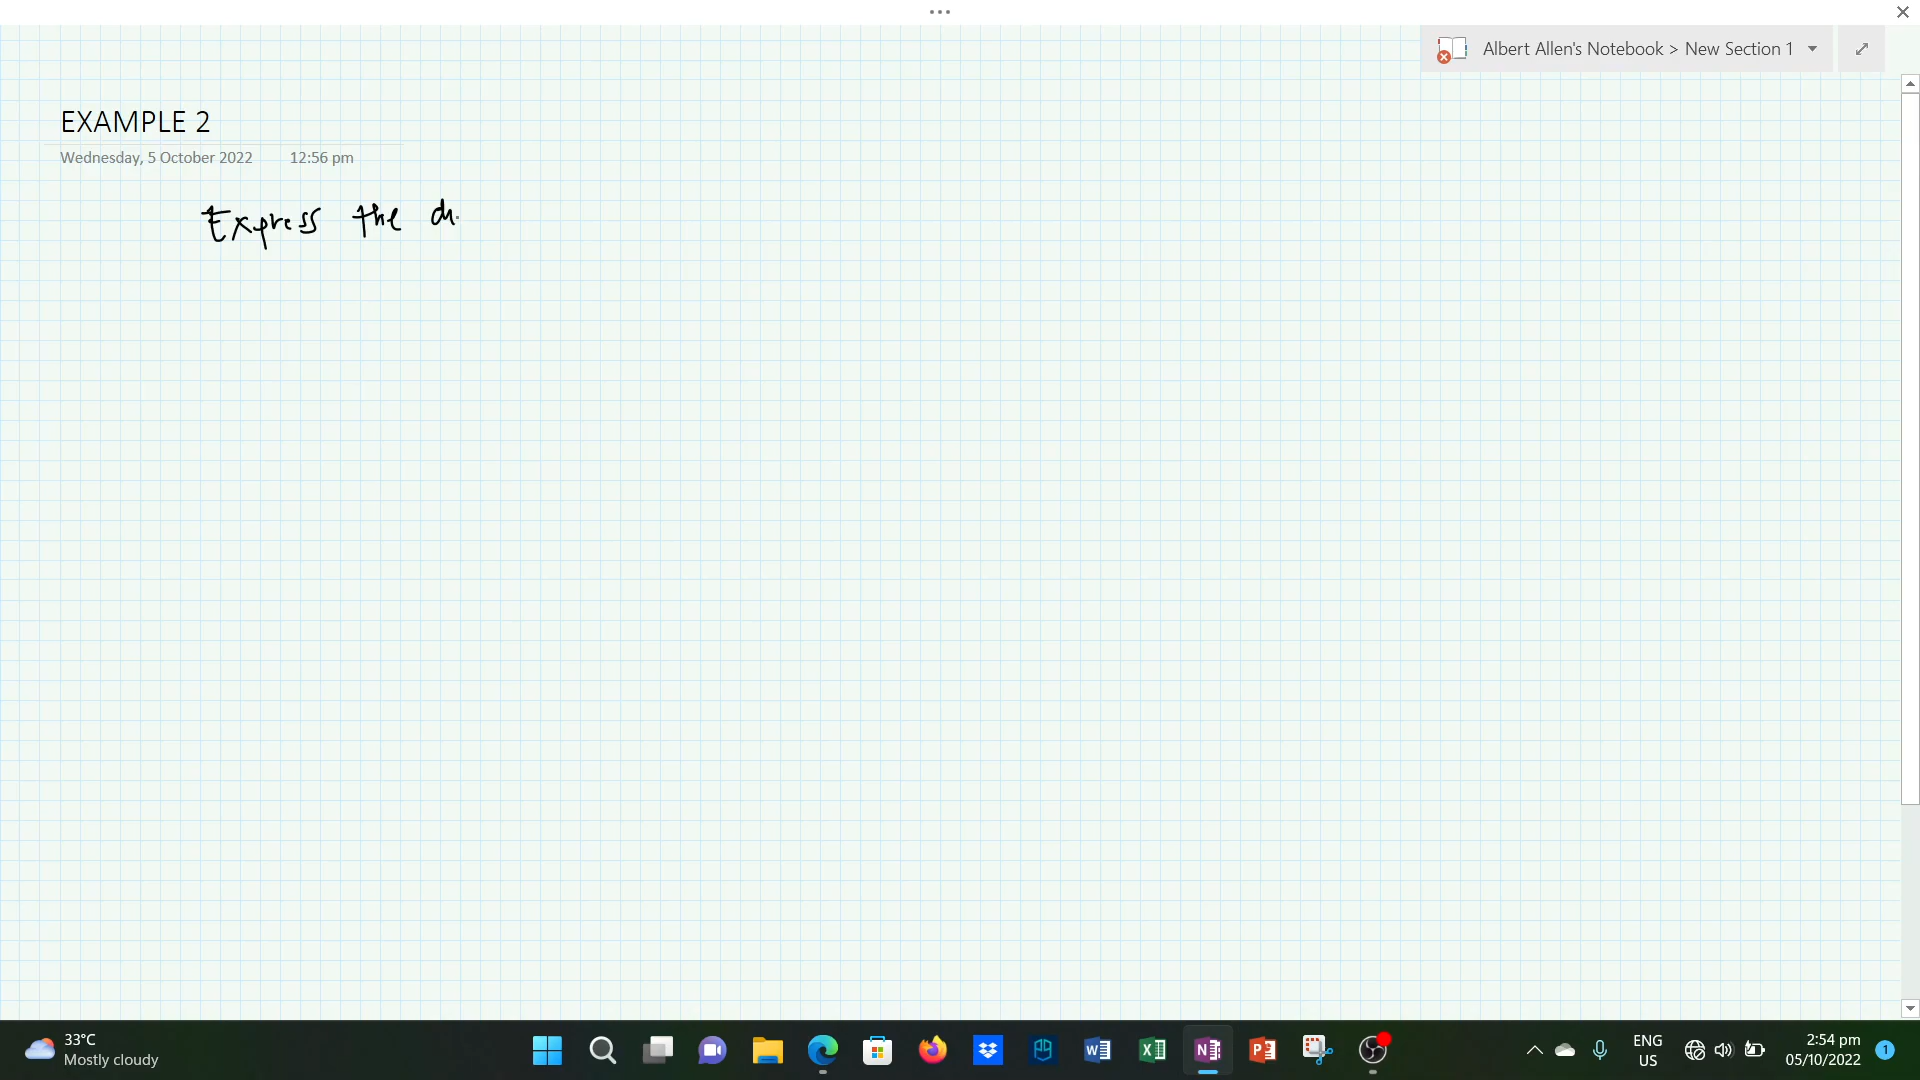 Albert Allen's Notebook > New Section 1
EXAMPLE 2
Wednesday, 5 October 2022 12:56 pm
Express the
33°C
Mostly cloudy
ENG
US
2:54 pm
05/10/2022
1